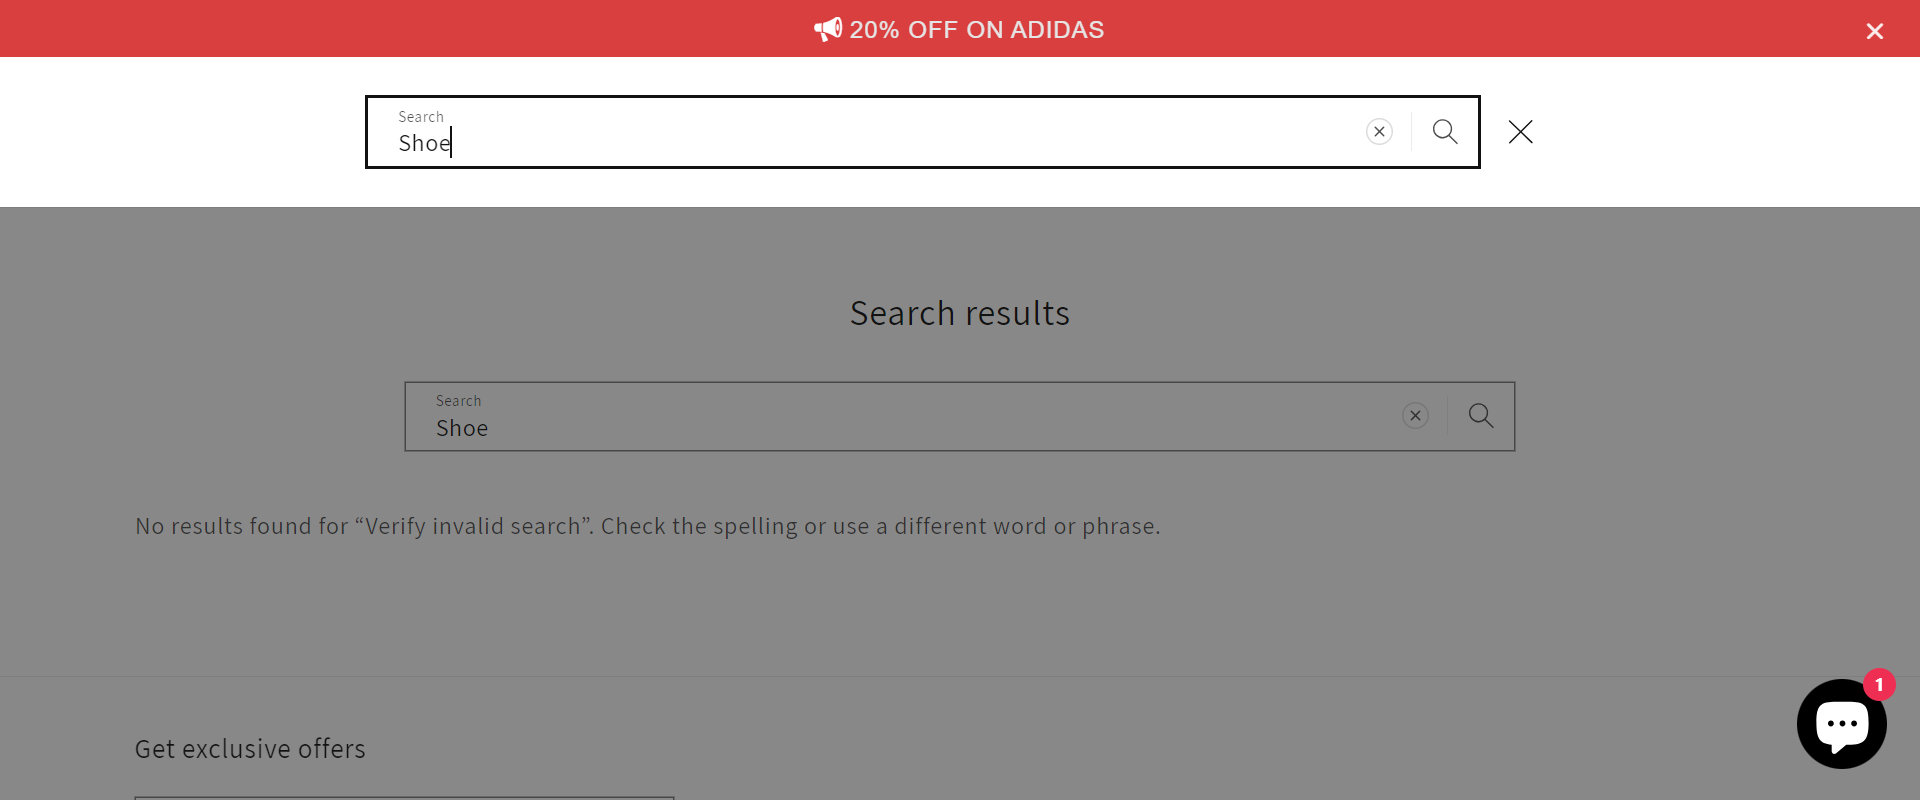 20% OFF ON ADIDAS
Search
Shoe
Search results
Search
Shoe
No results found for “Verify invalid search”. Check the spelling or use a different word or phrase.
1
Get exclusive offers